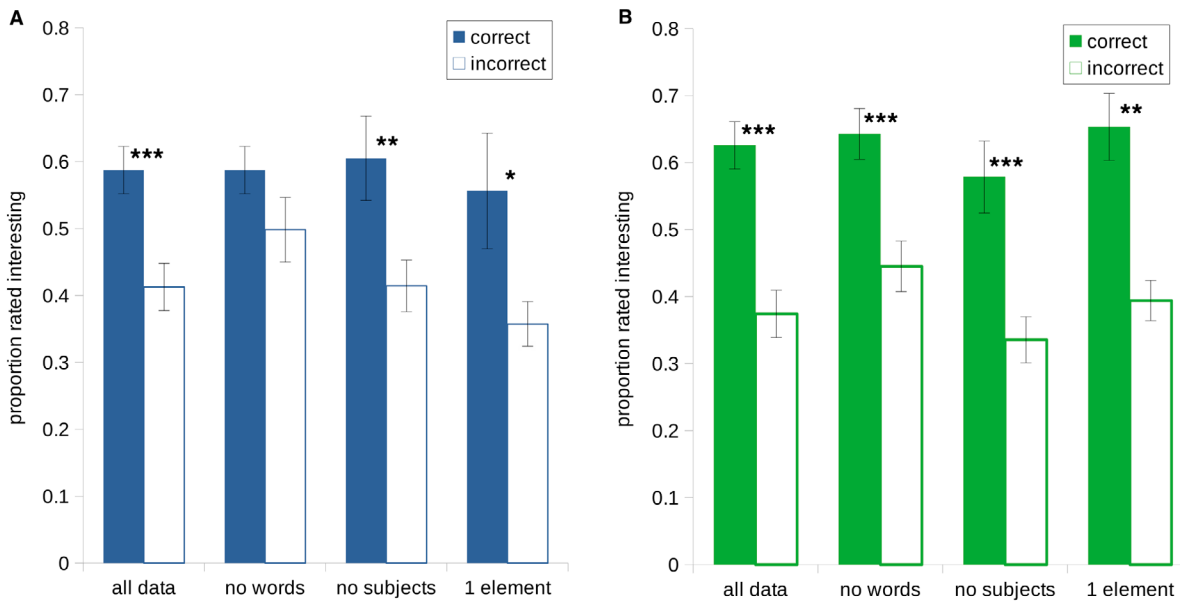 A
0.8
0.7
0.6
0.5
0.4
0.3
0.2
0.1
0
proportion rated interesting
correct
incorrect
***
**
*
all data
no words
no subjects
1 element
B
0.8
0.7
0.6
0.5
0.4
0.3
0.2
0.1
0
proportion rated interesting
correct
incorrect
***
***
***
**
all data
no words
no subjects
1 element